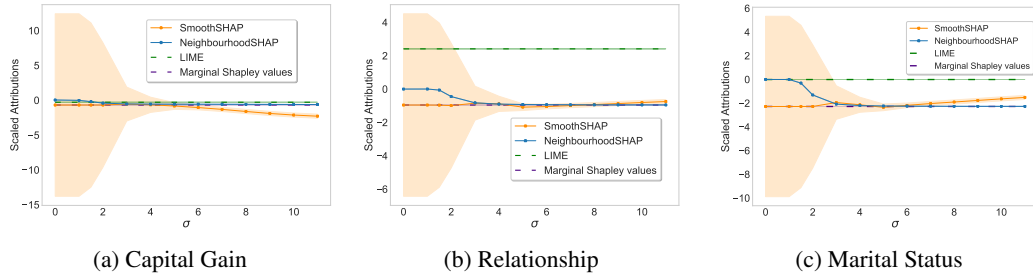 10
5
0
−5
−10
−15
Scaled Attributions
SmoothSHAP
NeighbourhoodSHAP
LIME
Marginal Shapley values
0 2 4 6 8 10
σ
(a) Capital Gain
4
2
0
−2
−4
−6
Scaled Attributions
SmoothSHAP
NeighbourhoodSHAP
LIME
Marginal Shapley values
0 2 4 6 8 10
σ
(b) Relationship
6
4
2
0
−2
−4
−6
−8
−10
Scaled Attributions
SmoothSHAP
NeighbourhoodSHAP
LIME
Marginal Shapley values
0 2 4 6 8 10
σ
(c) Marital Status